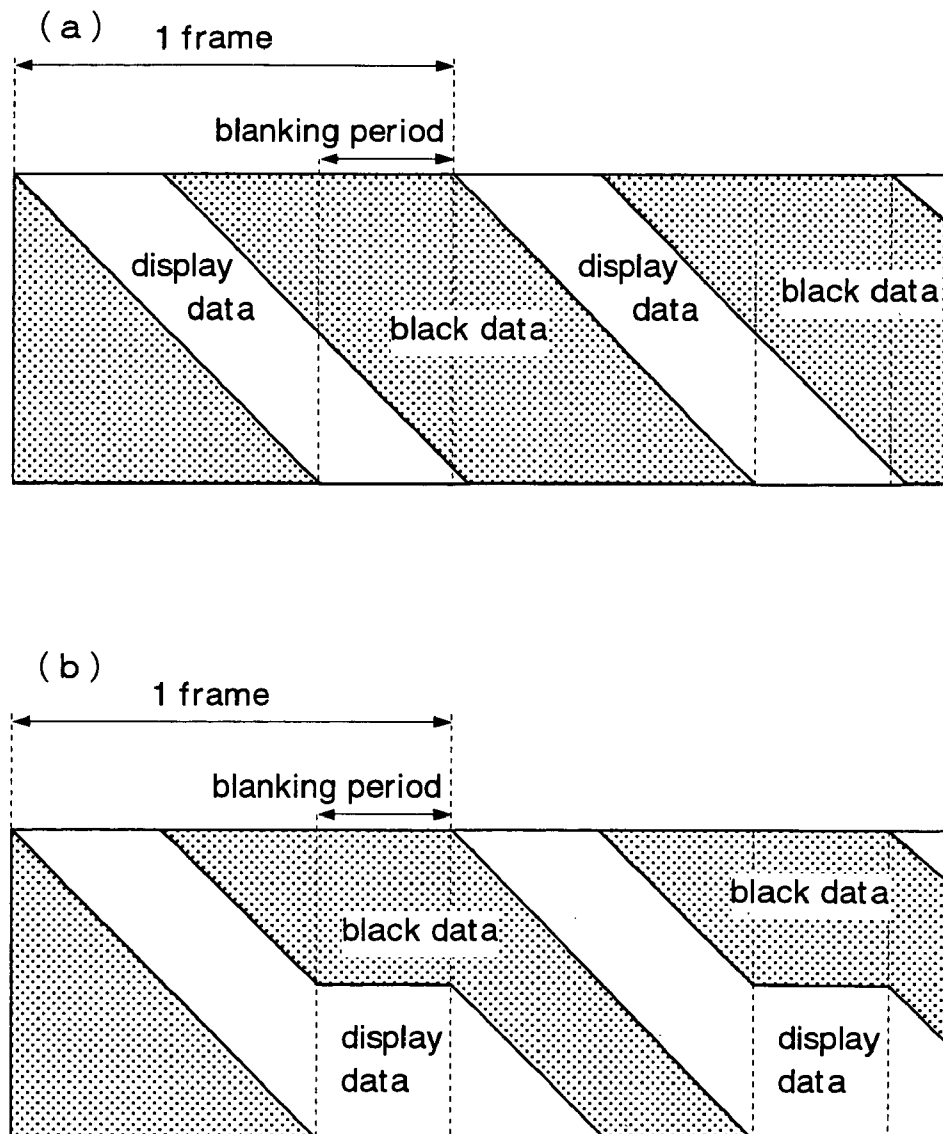 (a)
1 frame
blanking period
display
data
black data
display
data
black data
(b)
1 frame
blanking period
black data
display
data
black data
display
data